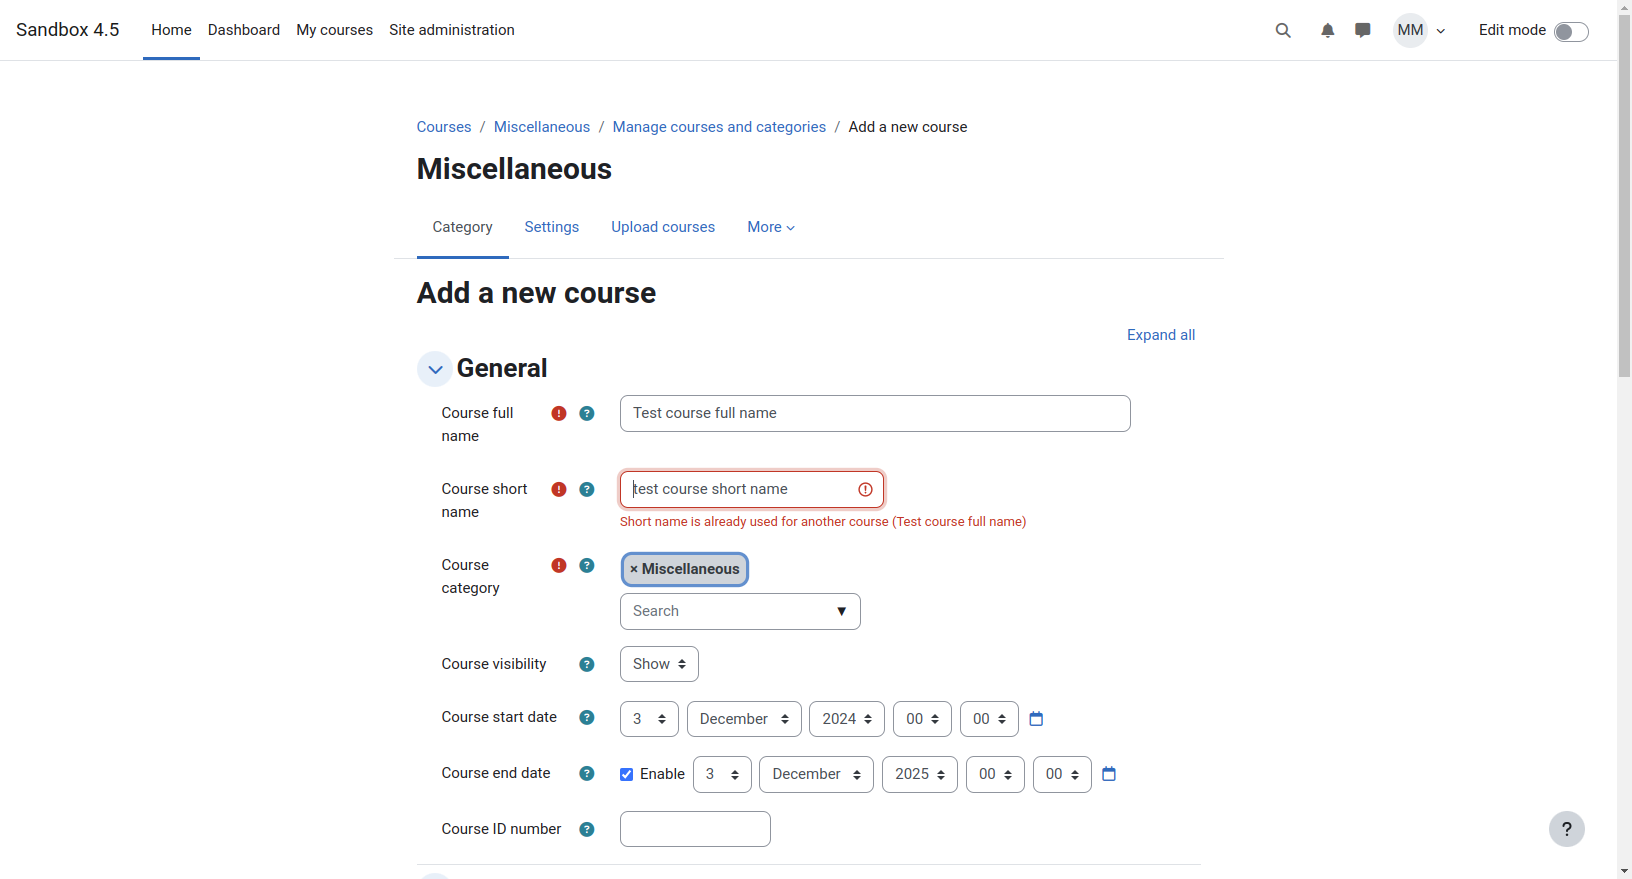 Sandbox 4.5 Home Dashboard My courses Site administration MM Edit mode
Courses / Miscellaneous / Manage courses and categories / Add a new course
Miscellaneous
Category Settings Upload courses More
Add a new course
Expand all
General
Course full name ! ? Test course full name
Course short name ! ? test course short name !
Short name is already used for another course (Test course full name)
Course category ! ? × Miscellaneous
Search ▼
Course visibility ? Show
Course start date ? 3 December 2024 00 00
Course end date ? Enable 3 December 2025 00 00
Course ID number ?
?